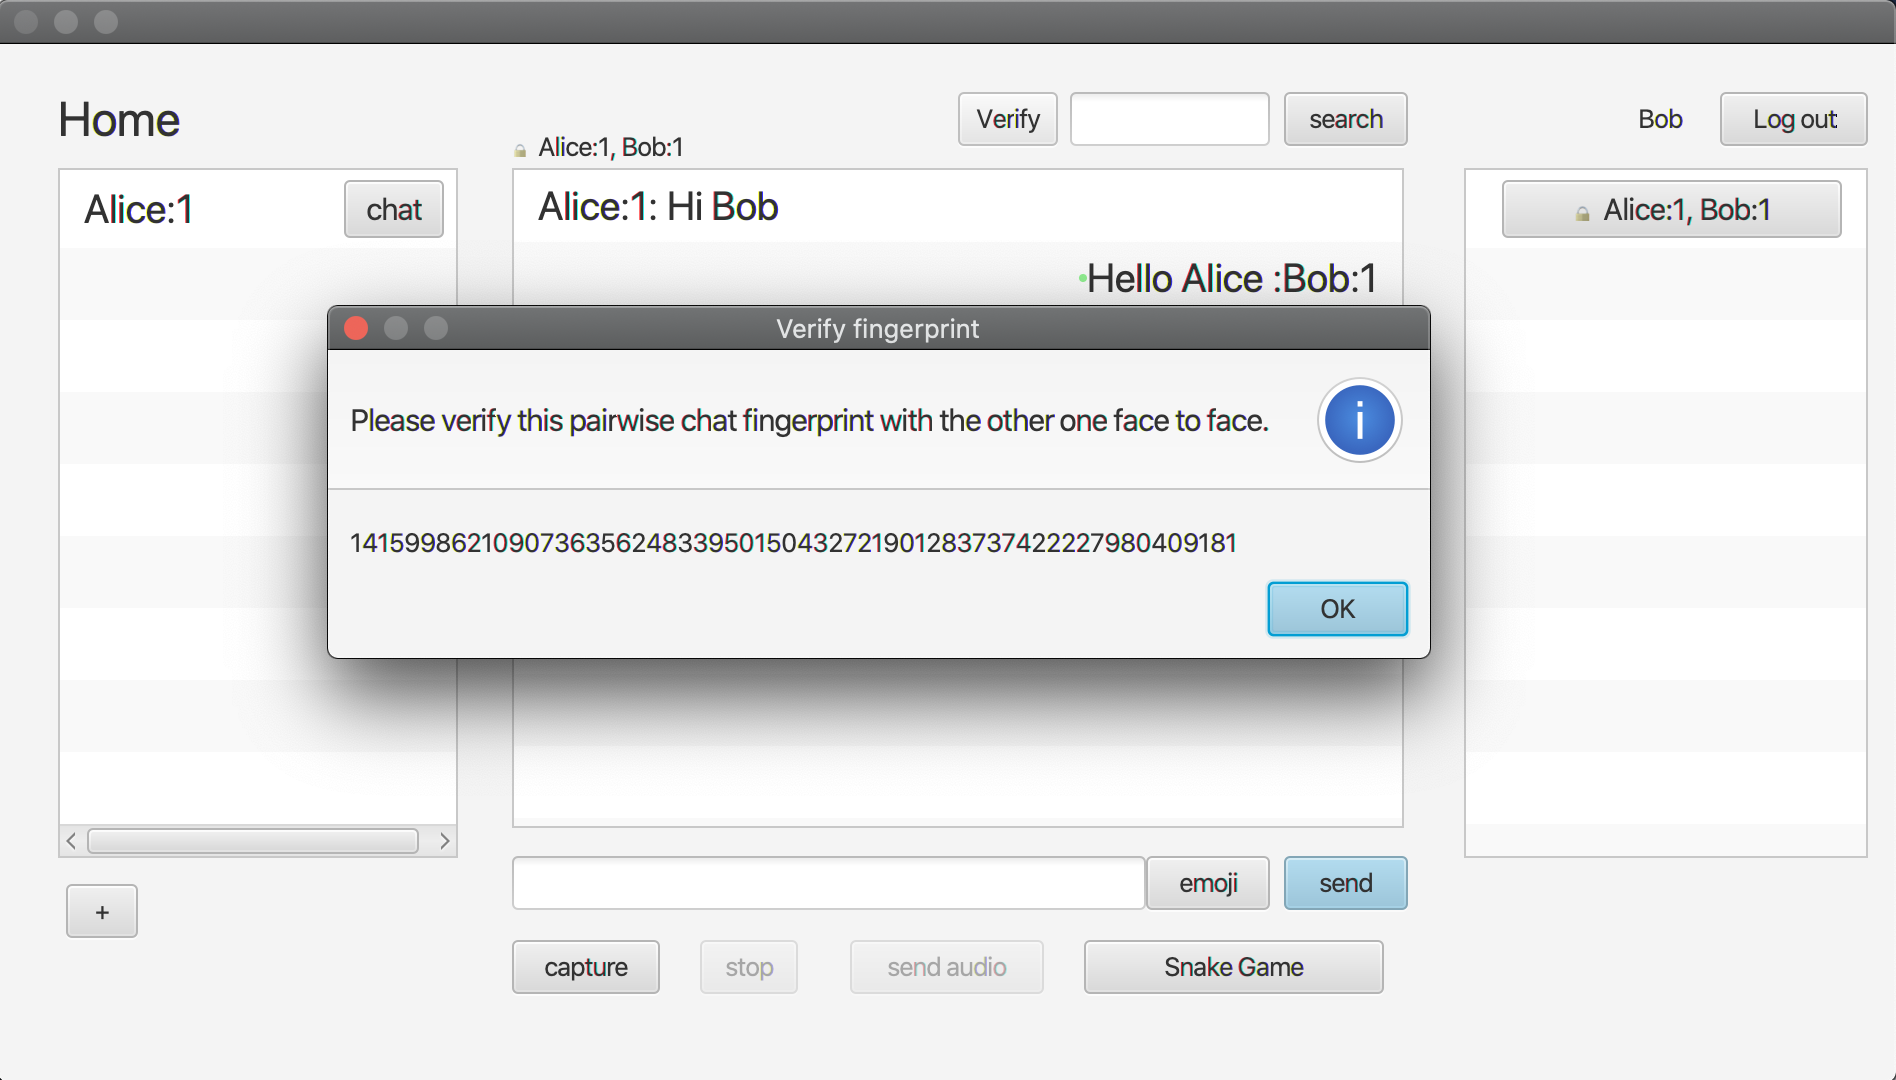 Home
Verify
search
Bob
Log out
Alice:1, Bob:1
Alice:1
chat
Alice:1: Hi Bob
Hello Alice :Bob:1
Alice:1, Bob:1
Verify fingerprint
Please verify this pairwise chat fingerprint with the other one face to face.
141599862109073635624833950150432721901283737422227980409181
OK
emoji
send
+
capture
stop
send audio
Snake Game